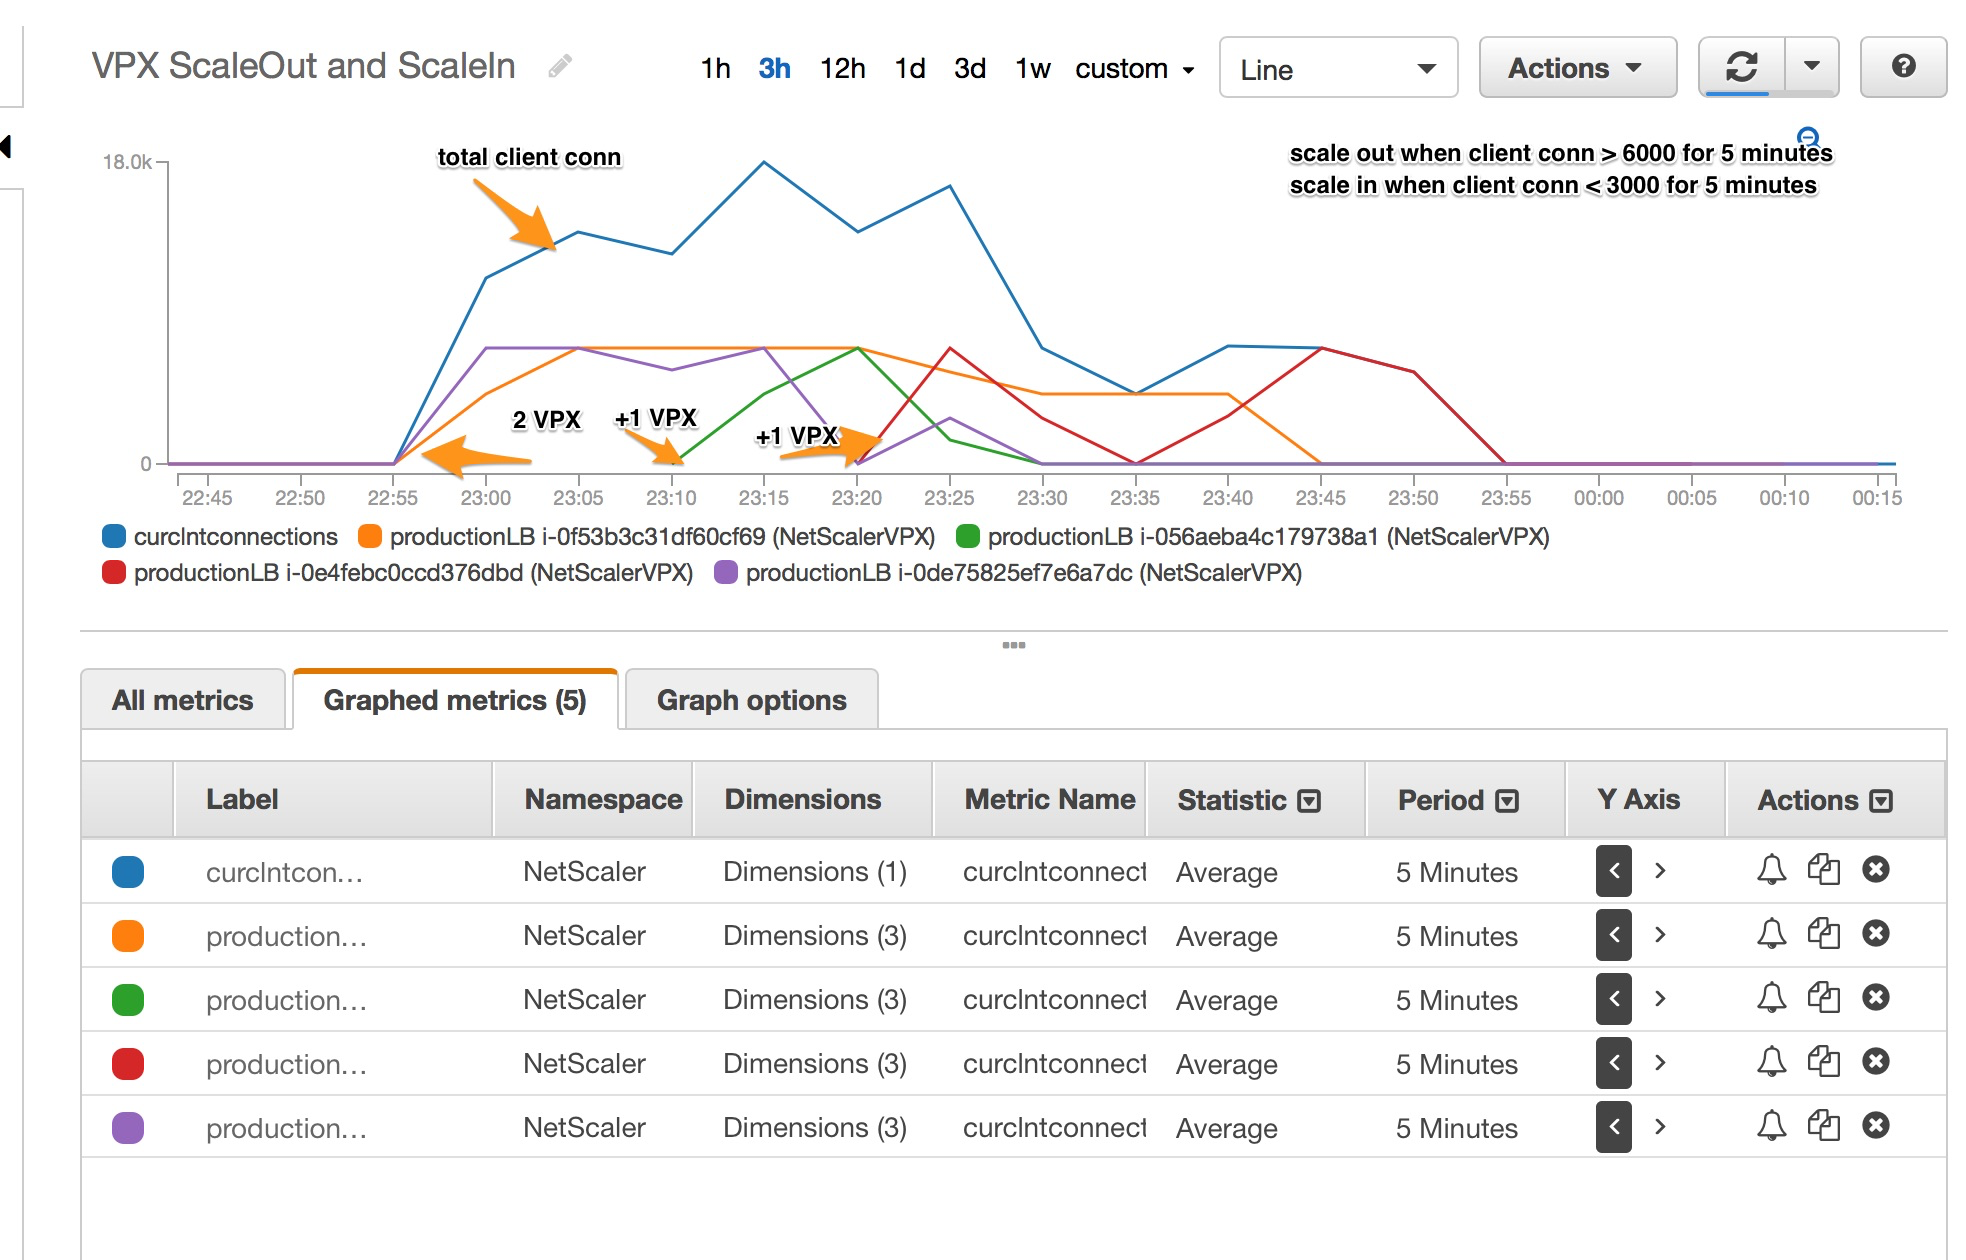 VPX ScaleOut and ScaleIn
1h 3h 12h 1d 3d 1w custom
Line
Actions
18.0k
total client conn
scale out when client conn > 6000 for 5 minutes
scale in when client conn < 3000 for 5 minutes
2 VPX
+1 VPX
+1 VPX
0
22:45 22:50 22:55 23:00 23:05 23:10 23:15 23:20 23:25 23:30 23:35 23:40 23:45 23:50 23:55 00:00 00:05 00:10 00:15
curclntconnections productionLB i-0f53b3c31df60cf69 (NetScalerVPX) productionLB i-056aeba4c179738a1 (NetScalerVPX)
productionLB i-0e4febc0ccd376dbd (NetScalerVPX) productionLB i-0de75825ef7e6a7dc (NetScalerVPX)
All metrics Graphed metrics (5) Graph options
Label Namespace Dimensions Metric Name Statistic Period Y Axis Actions
curclntcon... NetScaler Dimensions (1) curclntconnect Average 5 Minutes
production... NetScaler Dimensions (3) curclntconnect Average 5 Minutes
production... NetScaler Dimensions (3) curclntconnect Average 5 Minutes
production... NetScaler Dimensions (3) curclntconnect Average 5 Minutes
production... NetScaler Dimensions (3) curclntconnect Average 5 Minutes